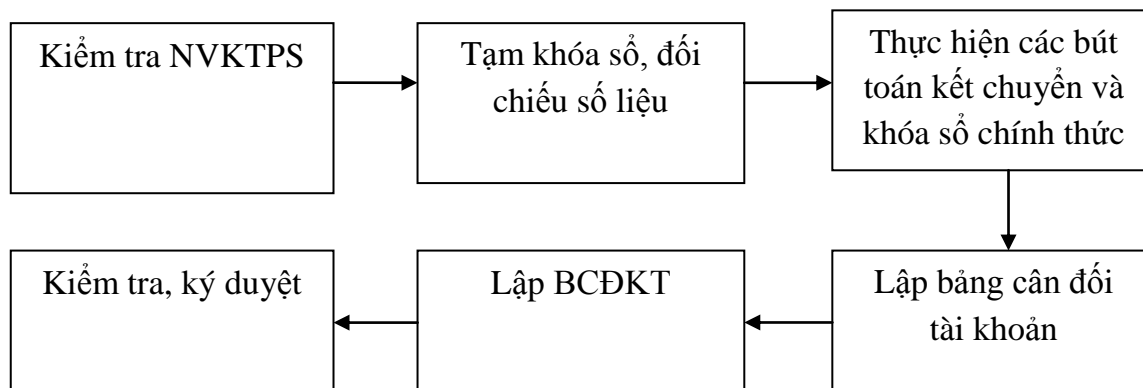 Kiểm tra NVKTPS
Tạm khóa sổ, đối
chiếu số liệu
Thực hiện các bút
toán kết chuyển và
khóa sổ chính thức
Kiểm tra, ký duyệt
Lập BCĐKT
Lập bảng cân đối
tài khoản